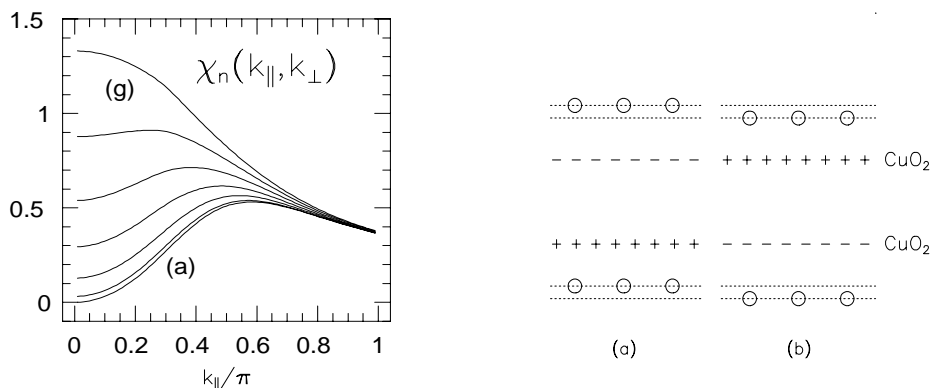 1.5
χₙ(k∥,k⊥)
(g)
1
0.5
(a)
0
0 0.2 0.4 0.6 0.8 1
k∥/π
− − − − − − − − + + + + + + + + CuO₂
+ + + + + + + + − − − − − − − − CuO₂
(a) (b)